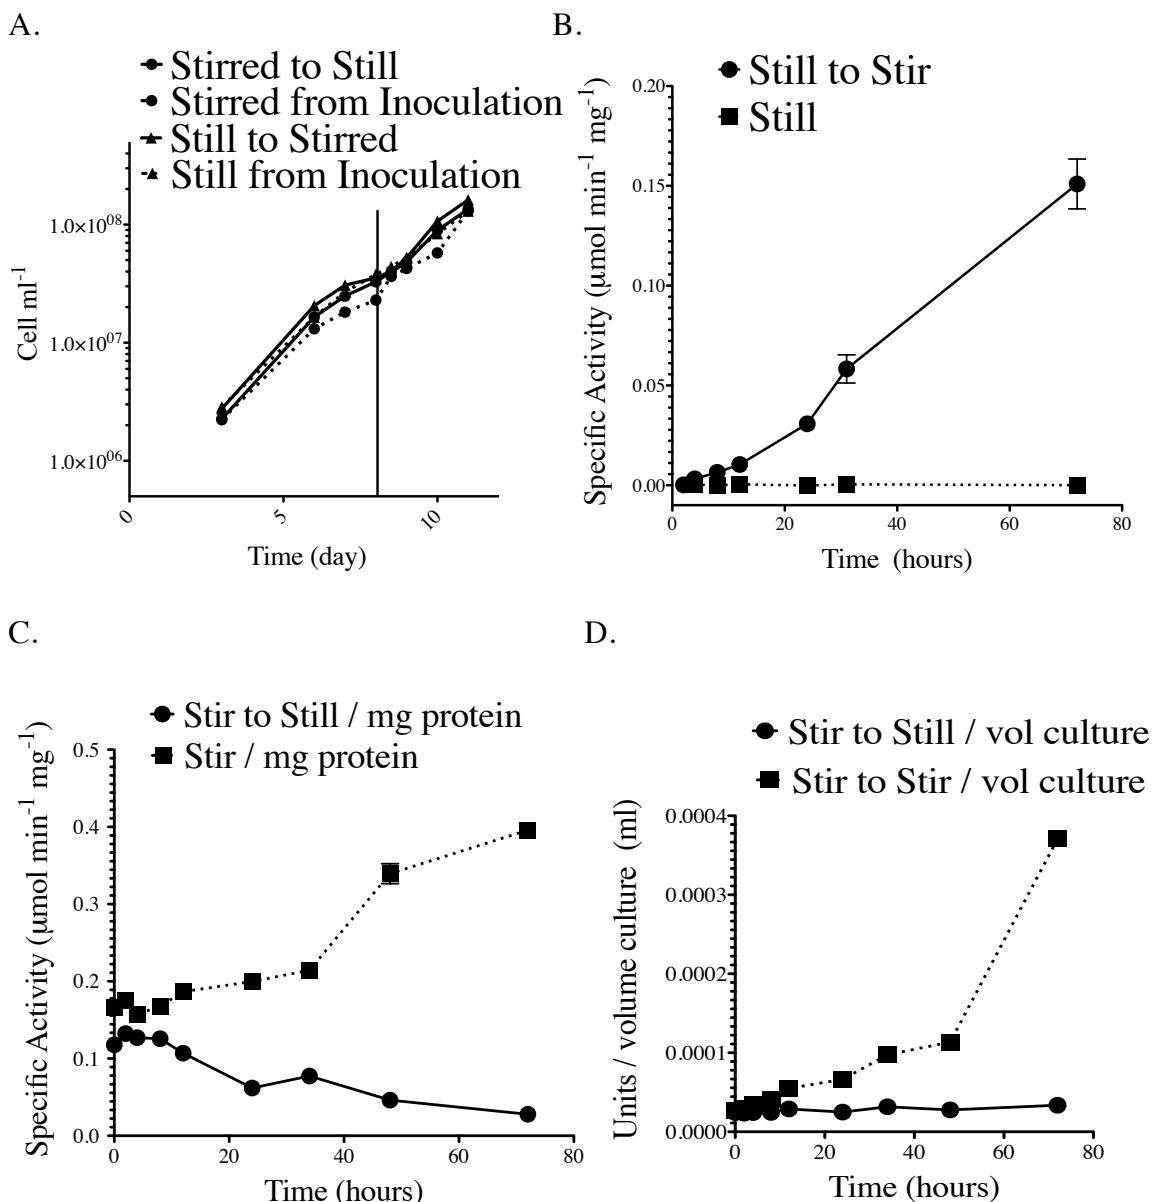 A.
Stirred to Still
Stirred from Inoculation
Still to Stirred
Still from Inoculation
1.0×10⁰⁸
1.0×10⁰⁷
1.0×10⁰⁶
Cell ml⁻¹
0 5 10
Time (day)
B.
Still to Stir
Still
0.20
0.15
0.10
0.05
0.00
Specific Activity (µmol min⁻¹ mg⁻¹)
0 20 40 60 80
Time (hours)
C.
Stir to Still / mg protein
Stir / mg protein
0.5
0.4
0.3
0.2
0.1
0.0
Specific Activity (µmol min⁻¹ mg⁻¹)
0 20 40 60 80
Time (hours)
D.
Stir to Still / vol culture
Stir to Stir / vol culture
0.0004
0.0003
0.0002
0.0001
0.0000
Units / volume culture (ml)
0 20 40 60 80
Time (hours)